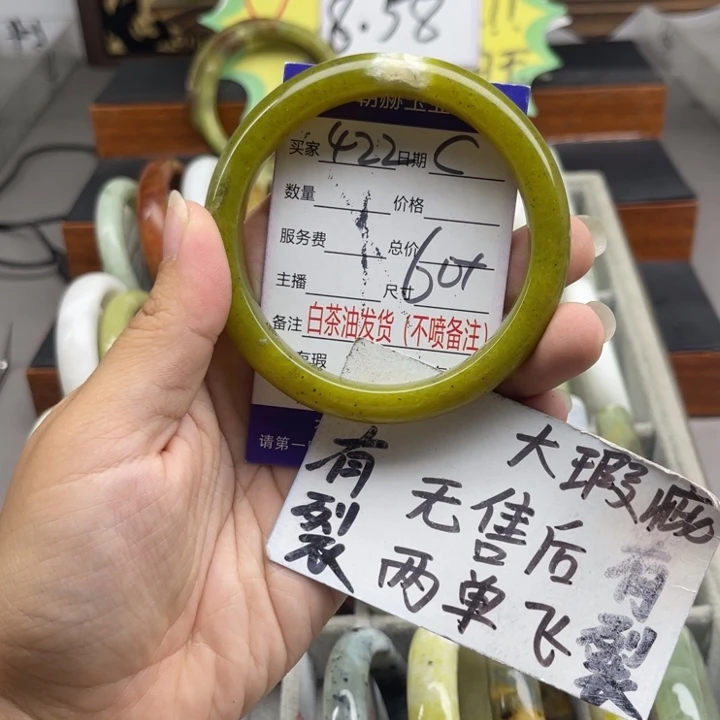 8.58
买家 422 日期 C
数量 价格
服务费 总价
主播 尺寸 60+
备注 白茶油发货(不喷备注)
有瑕
请第一
大瑕疵
有裂
无售后
两单飞
有裂